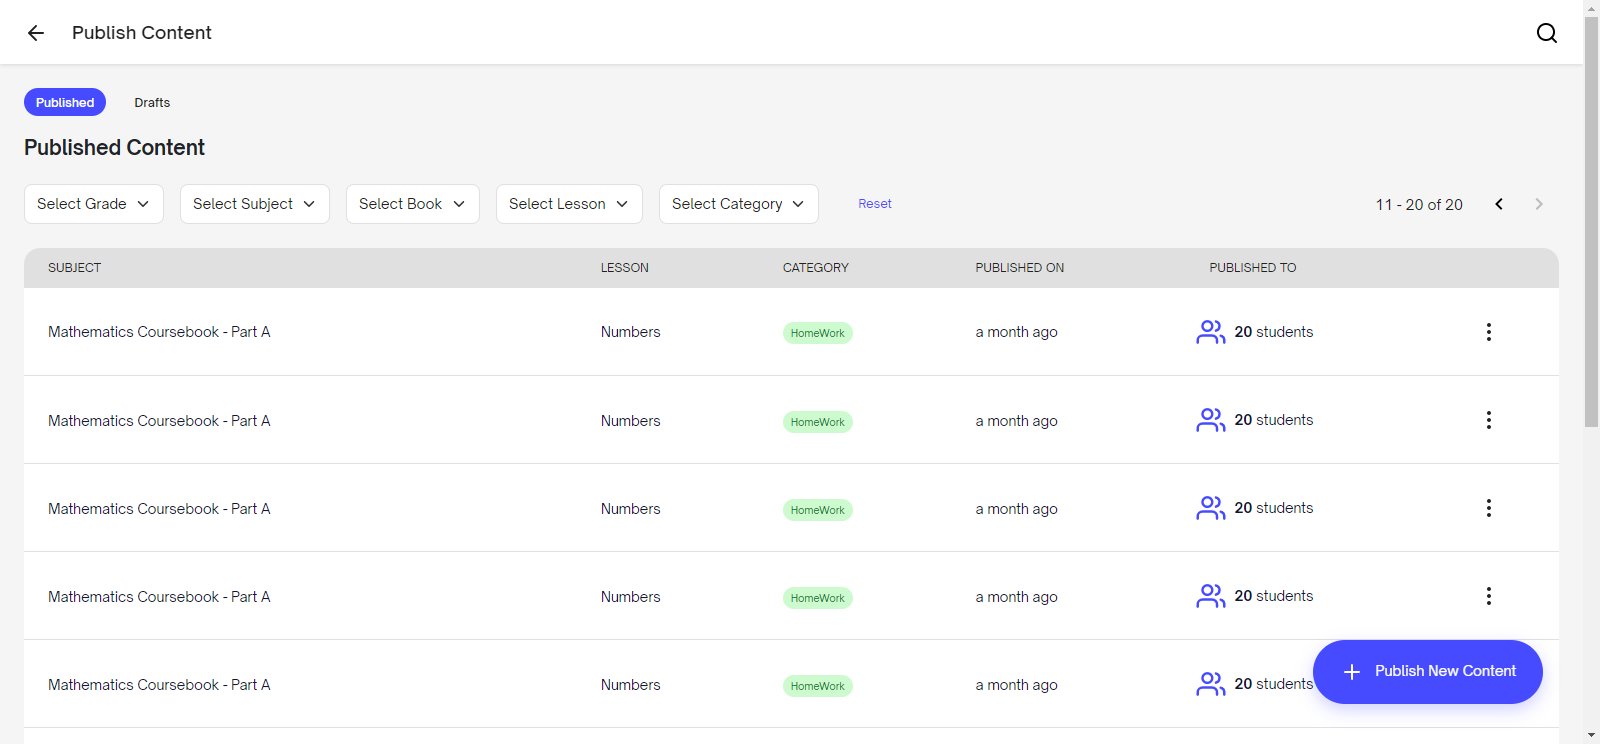 Publish Content
Published Drafts
Published Content
Select Grade Select Subject Select Book Select Lesson Select Category Reset 11 - 20 of 20
SUBJECT LESSON CATEGORY PUBLISHED ON PUBLISHED TO
Mathematics Coursebook - Part A Numbers HomeWork a month ago 20 students
Mathematics Coursebook - Part A Numbers HomeWork a month ago 20 students
Mathematics Coursebook - Part A Numbers HomeWork a month ago 20 students
Mathematics Coursebook - Part A Numbers HomeWork a month ago 20 students
Mathematics Coursebook - Part A Numbers HomeWork a month ago 20 students
Publish New Content